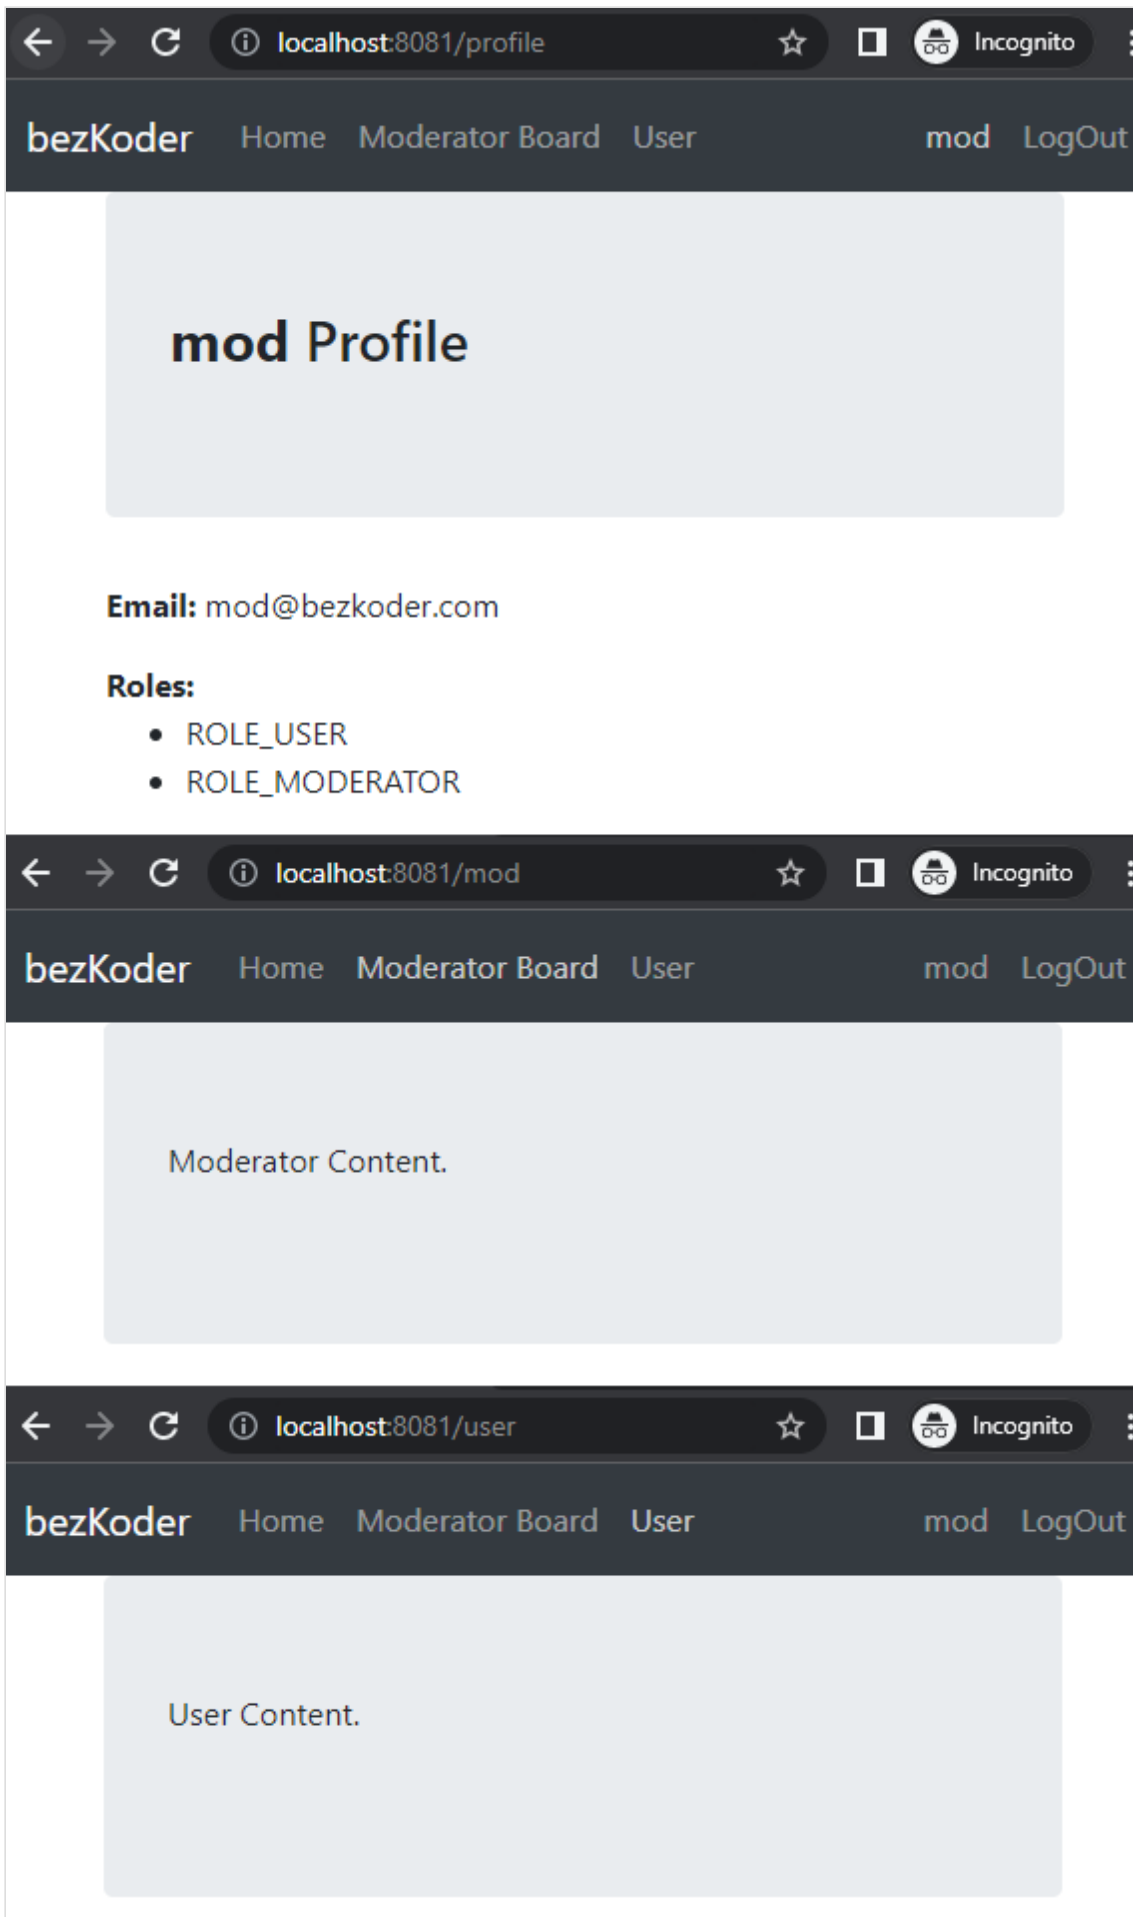 localhost:8081/profile Incognito
bezKoder Home Moderator Board User mod LogOut
mod Profile
Email: mod@bezkoder.com
Roles:
• ROLE_USER
• ROLE_MODERATOR
localhost:8081/mod Incognito
bezKoder Home Moderator Board User mod LogOut
Moderator Content.
localhost:8081/user Incognito
bezKoder Home Moderator Board User mod LogOut
User Content.